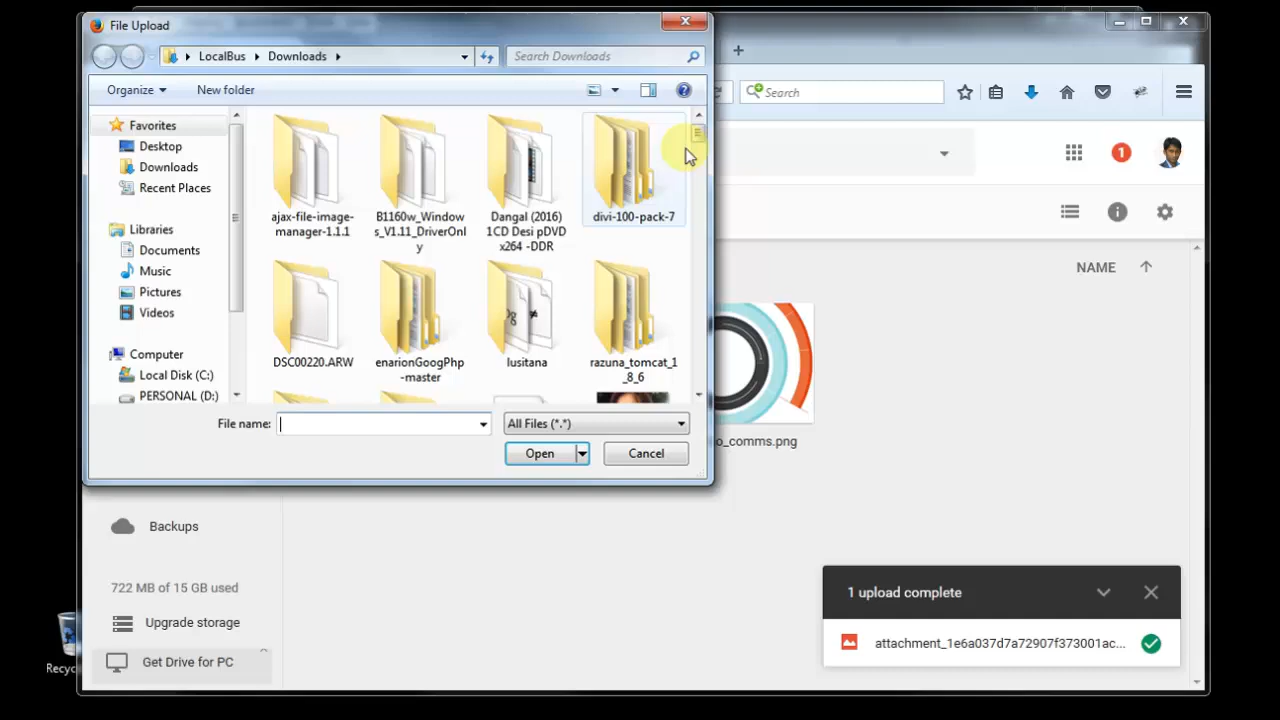 File Upload
LocalBus
Downloads
Search Downloads
Organize
New folder
Search
Favorites
Desktop
Downloads
Recent Places
Libraries
Documents
Music
Pictures
Videos
Computer
Local Disk (C:)
PERSONAL (D:)
ajax-file-image-
manager-1.1.1
B1160w_Window
s_V1.11_DriverOnl
y
Dangal (2016)
1CD Desi pDVD
x264 -DDR
divi-100-pack-7
DSC00220.ARW
enarionGoogPhp
-master
lusitana
razuna_tomcat_1
_8_6
File name:
All Files (*.*)
Open
Cancel
1
NAME
o_comms.png
Backups
722 MB of 15 GB used
Upgrade storage
Get Drive for PC
1 upload complete
attachment_1e6a037d7a72907f373001ac...
Recyc